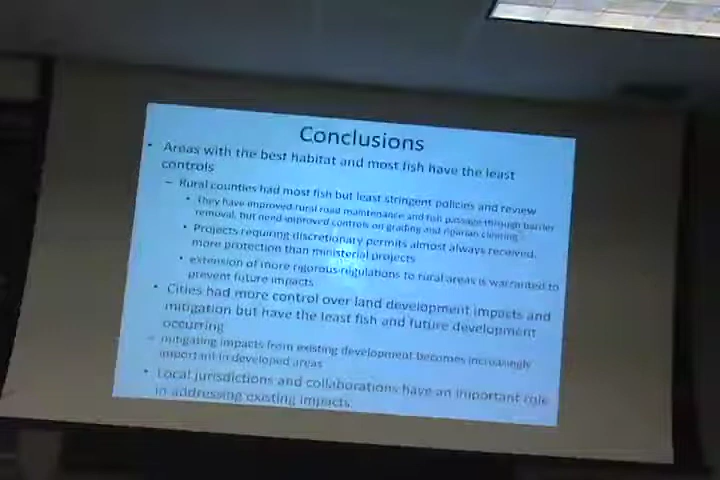 Conclusions
• Areas with the best habitat and most fish have the least
controls
– Rural counties had most fish but least stringent policies and review
• They have improved rural road maintenance and fish passage through barrier
removal, but need improved controls on grading and riparian clearing
• Projects requiring discretionary permits almost always received
more protection than ministerial projects
• extension of more rigorous regulations to rural areas is warranted to
prevent future impacts
• Cities had more control over land development impacts and
mitigation but have the least fish and future development
occurring
– mitigating impacts from existing development becomes increasingly
important in developed areas
• Local jurisdictions and collaborations have an important role
in addressing existing impacts